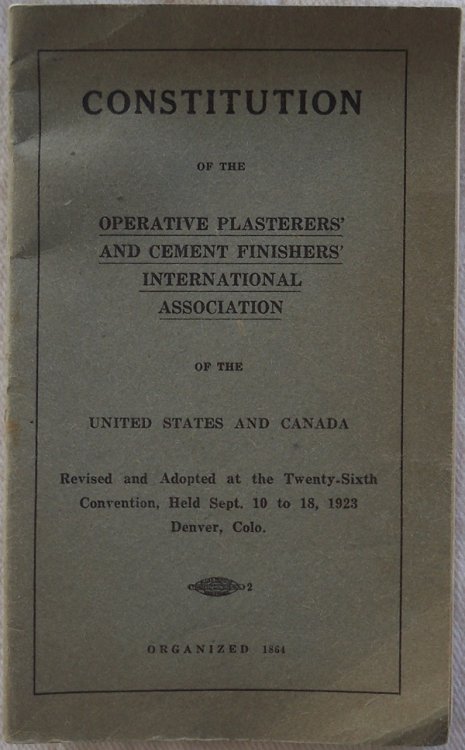 CONSTITUTION
OF THE
OPERATIVE PLASTERERS'
AND CEMENT FINISHERS'
INTERNATIONAL
ASSOCIATION
OF THE
UNITED STATES AND CANADA
Revised and Adopted at the Twenty-Sixth
Convention, Held Sept. 10 to 18, 1923
Denver, Colo.
2
ORGANIZED 1864